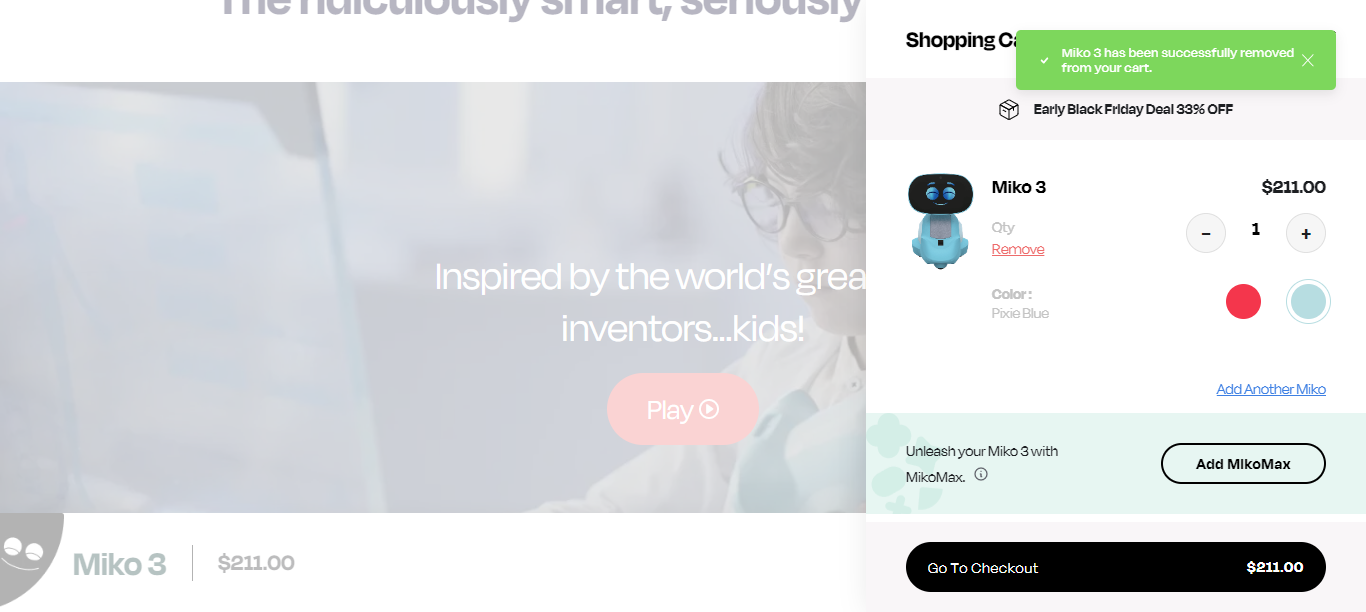 The ridiculously smart, seriously
Inspired by the world's grea
inventors...kids!
Play
Miko 3
$211.00
Shopping Ca
Miko 3 has been successfully removed
from your cart.
Early Black Friday Deal 33% OFF
Miko 3
$211.00
Qty
− 1 +
Remove
Color :
Pixie Blue
Add Another Miko
Unleash your Miko 3 with
MikoMax.
Add MikoMax
Go To Checkout
$211.00